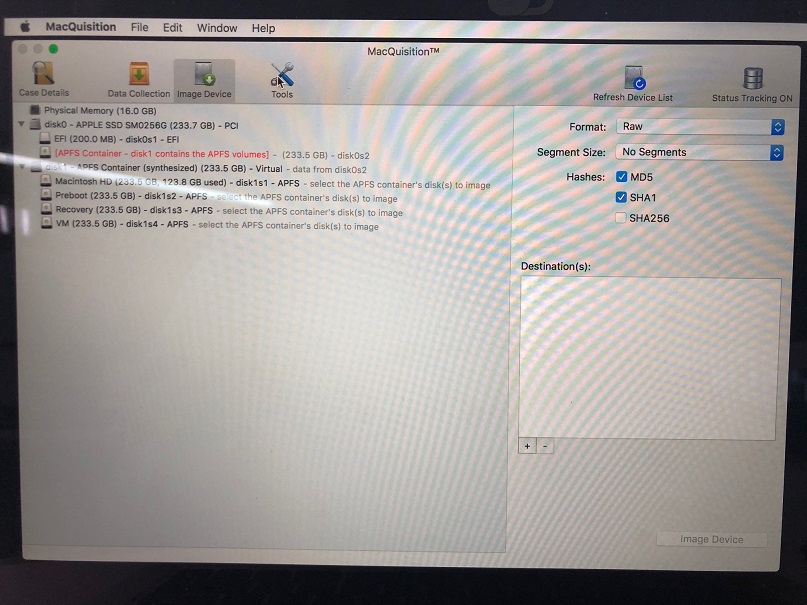 MacQuisition File Edit Window Help
MacQuisition™
Case Details Data Collection Image Device Tools Refresh Device List Status Tracking ON
Physical Memory (16.0 GB)
disk0 - APPLE SSD SM0256G (233.7 GB) - PCI
EFI (200.0 MB) - disk0s1 - EFI
[APFS Container - disk1 contains the APFS volumes] - (233.5 GB) - disk0s2
disk1 - APFS Container (synthesized) (233.5 GB) - Virtual - data from disk0s2
Macintosh HD (233.5 GB, 123.8 GB used) - disk1s1 - APFS - select the APFS container's disk(s) to image
Preboot (233.5 GB) - disk1s2 - APFS - select the APFS container's disk(s) to image
Recovery (233.5 GB) - disk1s3 - APFS - select the APFS container's disk(s) to image
VM (233.5 GB) - disk1s4 - APFS - select the APFS container's disk(s) to image
Format: Raw
Segment Size: No Segments
Hashes: MD5
SHA1
SHA256
Destination(s):
+ -
Image Device